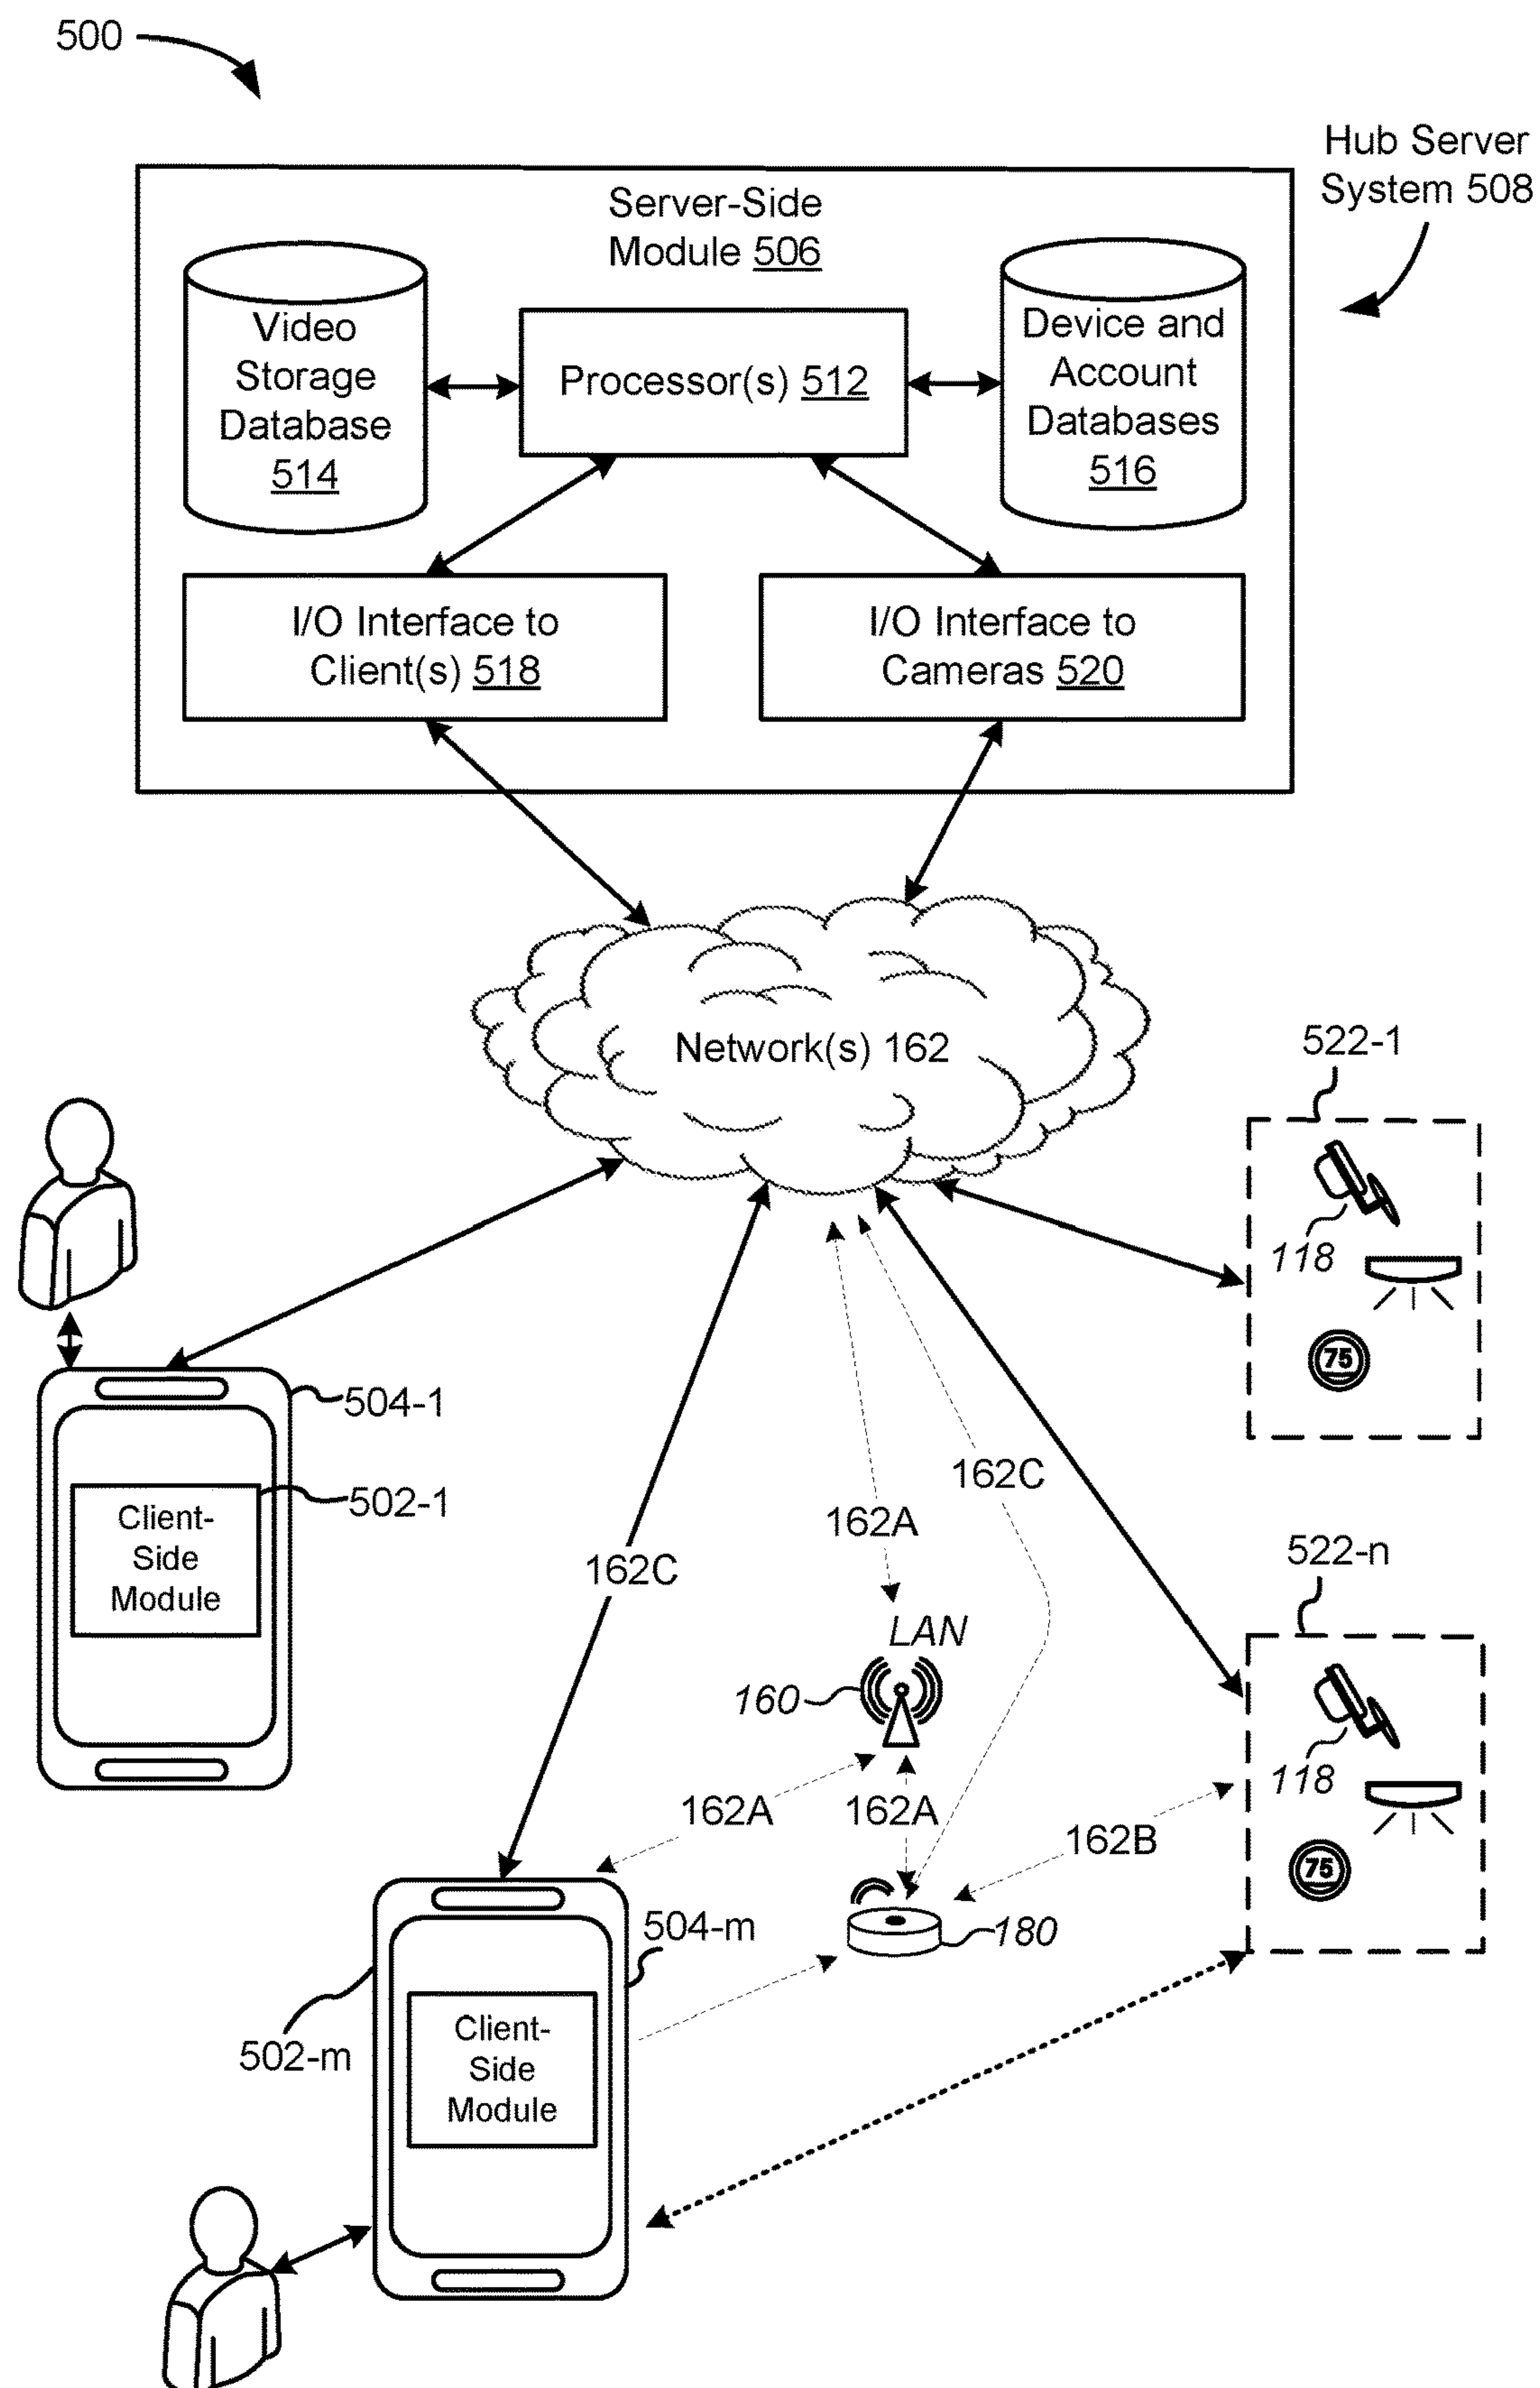 500
Hub Server
System 508
Server-Side
Module 506
Video
Storage
Database
514
Processor(s) 512
Device and
Account
Databases
516
I/O Interface to
Client(s) 518
I/O Interface to
Cameras 520
Network(s) 162
522-1
118
75
504-1
502-1
Client-
Side
Module
162C
162A
162C
522-n
LAN
160
118
162A
162A
162B
75
504-m
180
502-m
Client-
Side
Module